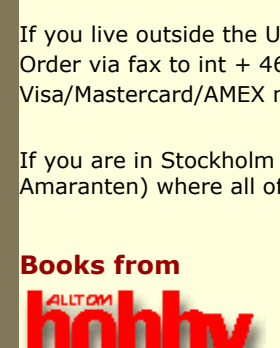 If you live outside the U
Order via fax to int + 46
Visa/Mastercard/AMEX
If you are in Stockholm
Amaranten) where all of
Books from
ALLT OM
hobby